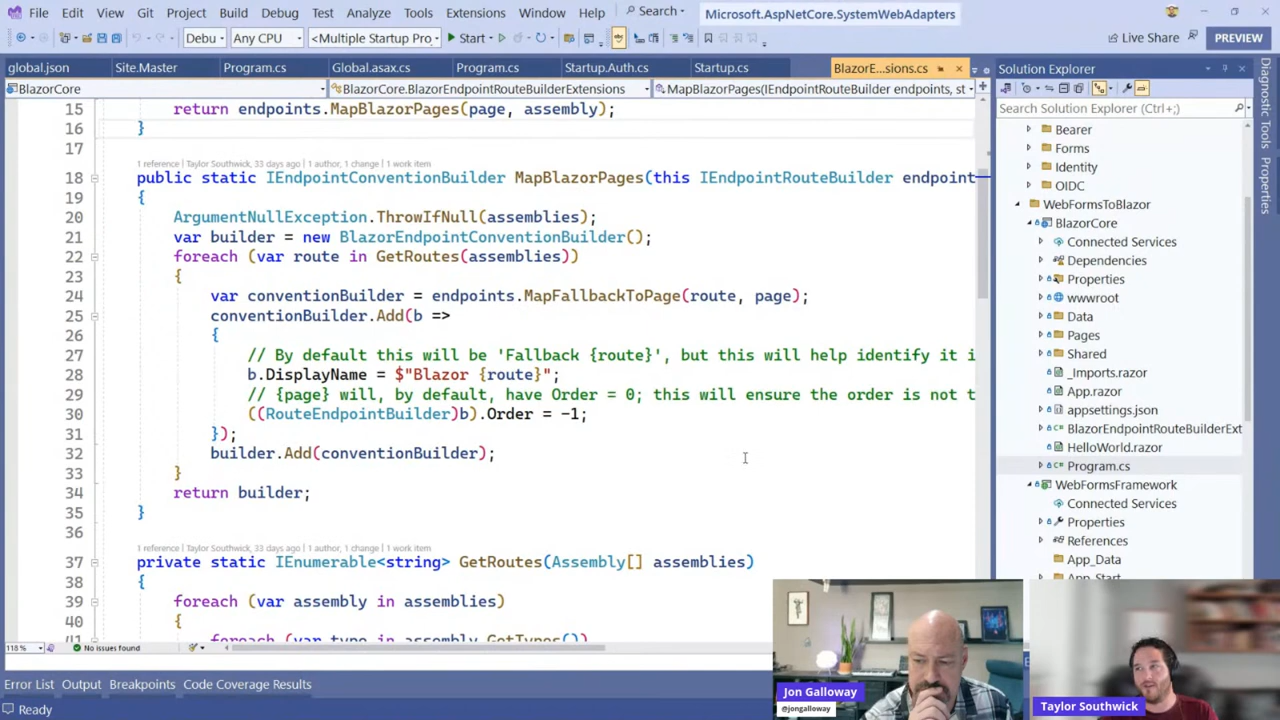 File Edit View Git Project Build Debug Test Analyze Tools Extensions Window Help Search Microsoft.AspNetCore.SystemWebAdapters
Debu Any CPU <Multiple Startup Pro Start Live Share PREVIEW
global.json Site.Master Program.cs Global.asax.cs Program.cs Startup.Auth.cs Startup.cs BlazorE...sions.cs
BlazorCore BlazorCore.BlazorEndpointRouteBuilderExtensions MapBlazorPages(IEndpointRouteBuilder endpoints, st
15 return endpoints.MapBlazorPages(page, assembly);
16 }
17
1 reference | Taylor Southwick, 33 days ago | 1 author, 1 change | 1 work item
18 public static IEndpointConventionBuilder MapBlazorPages(this IEndpointRouteBuilder endpoint
19 {
20 ArgumentNullException.ThrowIfNull(assemblies);
21 var builder = new BlazorEndpointConventionBuilder();
22 foreach (var route in GetRoutes(assemblies))
23 {
24 var conventionBuilder = endpoints.MapFallbackToPage(route, page);
25 conventionBuilder.Add(b =>
26 {
27 // By default this will be 'Fallback {route}', but this will help identify it i
28 b.DisplayName = $"Blazor {route}";
29 // {page} will, by default, have Order = 0; this will ensure the order is not t
30 ((RouteEndpointBuilder)b).Order = -1;
31 });
32 builder.Add(conventionBuilder);
33 }
34 return builder;
35 }
36
1 reference | Taylor Southwick, 33 days ago | 1 author, 1 change | 1 work item
37 private static IEnumerable<string> GetRoutes(Assembly[] assemblies)
38 {
39 foreach (var assembly in assemblies)
40 {
41 foreach (var type in assembly.GetTypes())
118 % No issues found
Error List Output Breakpoints Code Coverage Results
Ready
Solution Explorer
Search Solution Explorer (Ctrl+;)
Bearer
Forms
Identity
OIDC
WebFormsToBlazor
BlazorCore
Connected Services
Dependencies
Properties
wwwroot
Data
Pages
Shared
_imports.razor
App.razor
appsettings.json
BlazorEndpointRouteBuilderExt
HelloWorld.razor
Program.cs
WebFormsFramework
Connected Services
Properties
References
App_Data
App_Start
Diagnostic Tools
Properties
Jon Galloway
@jongalloway
Taylor Southwick